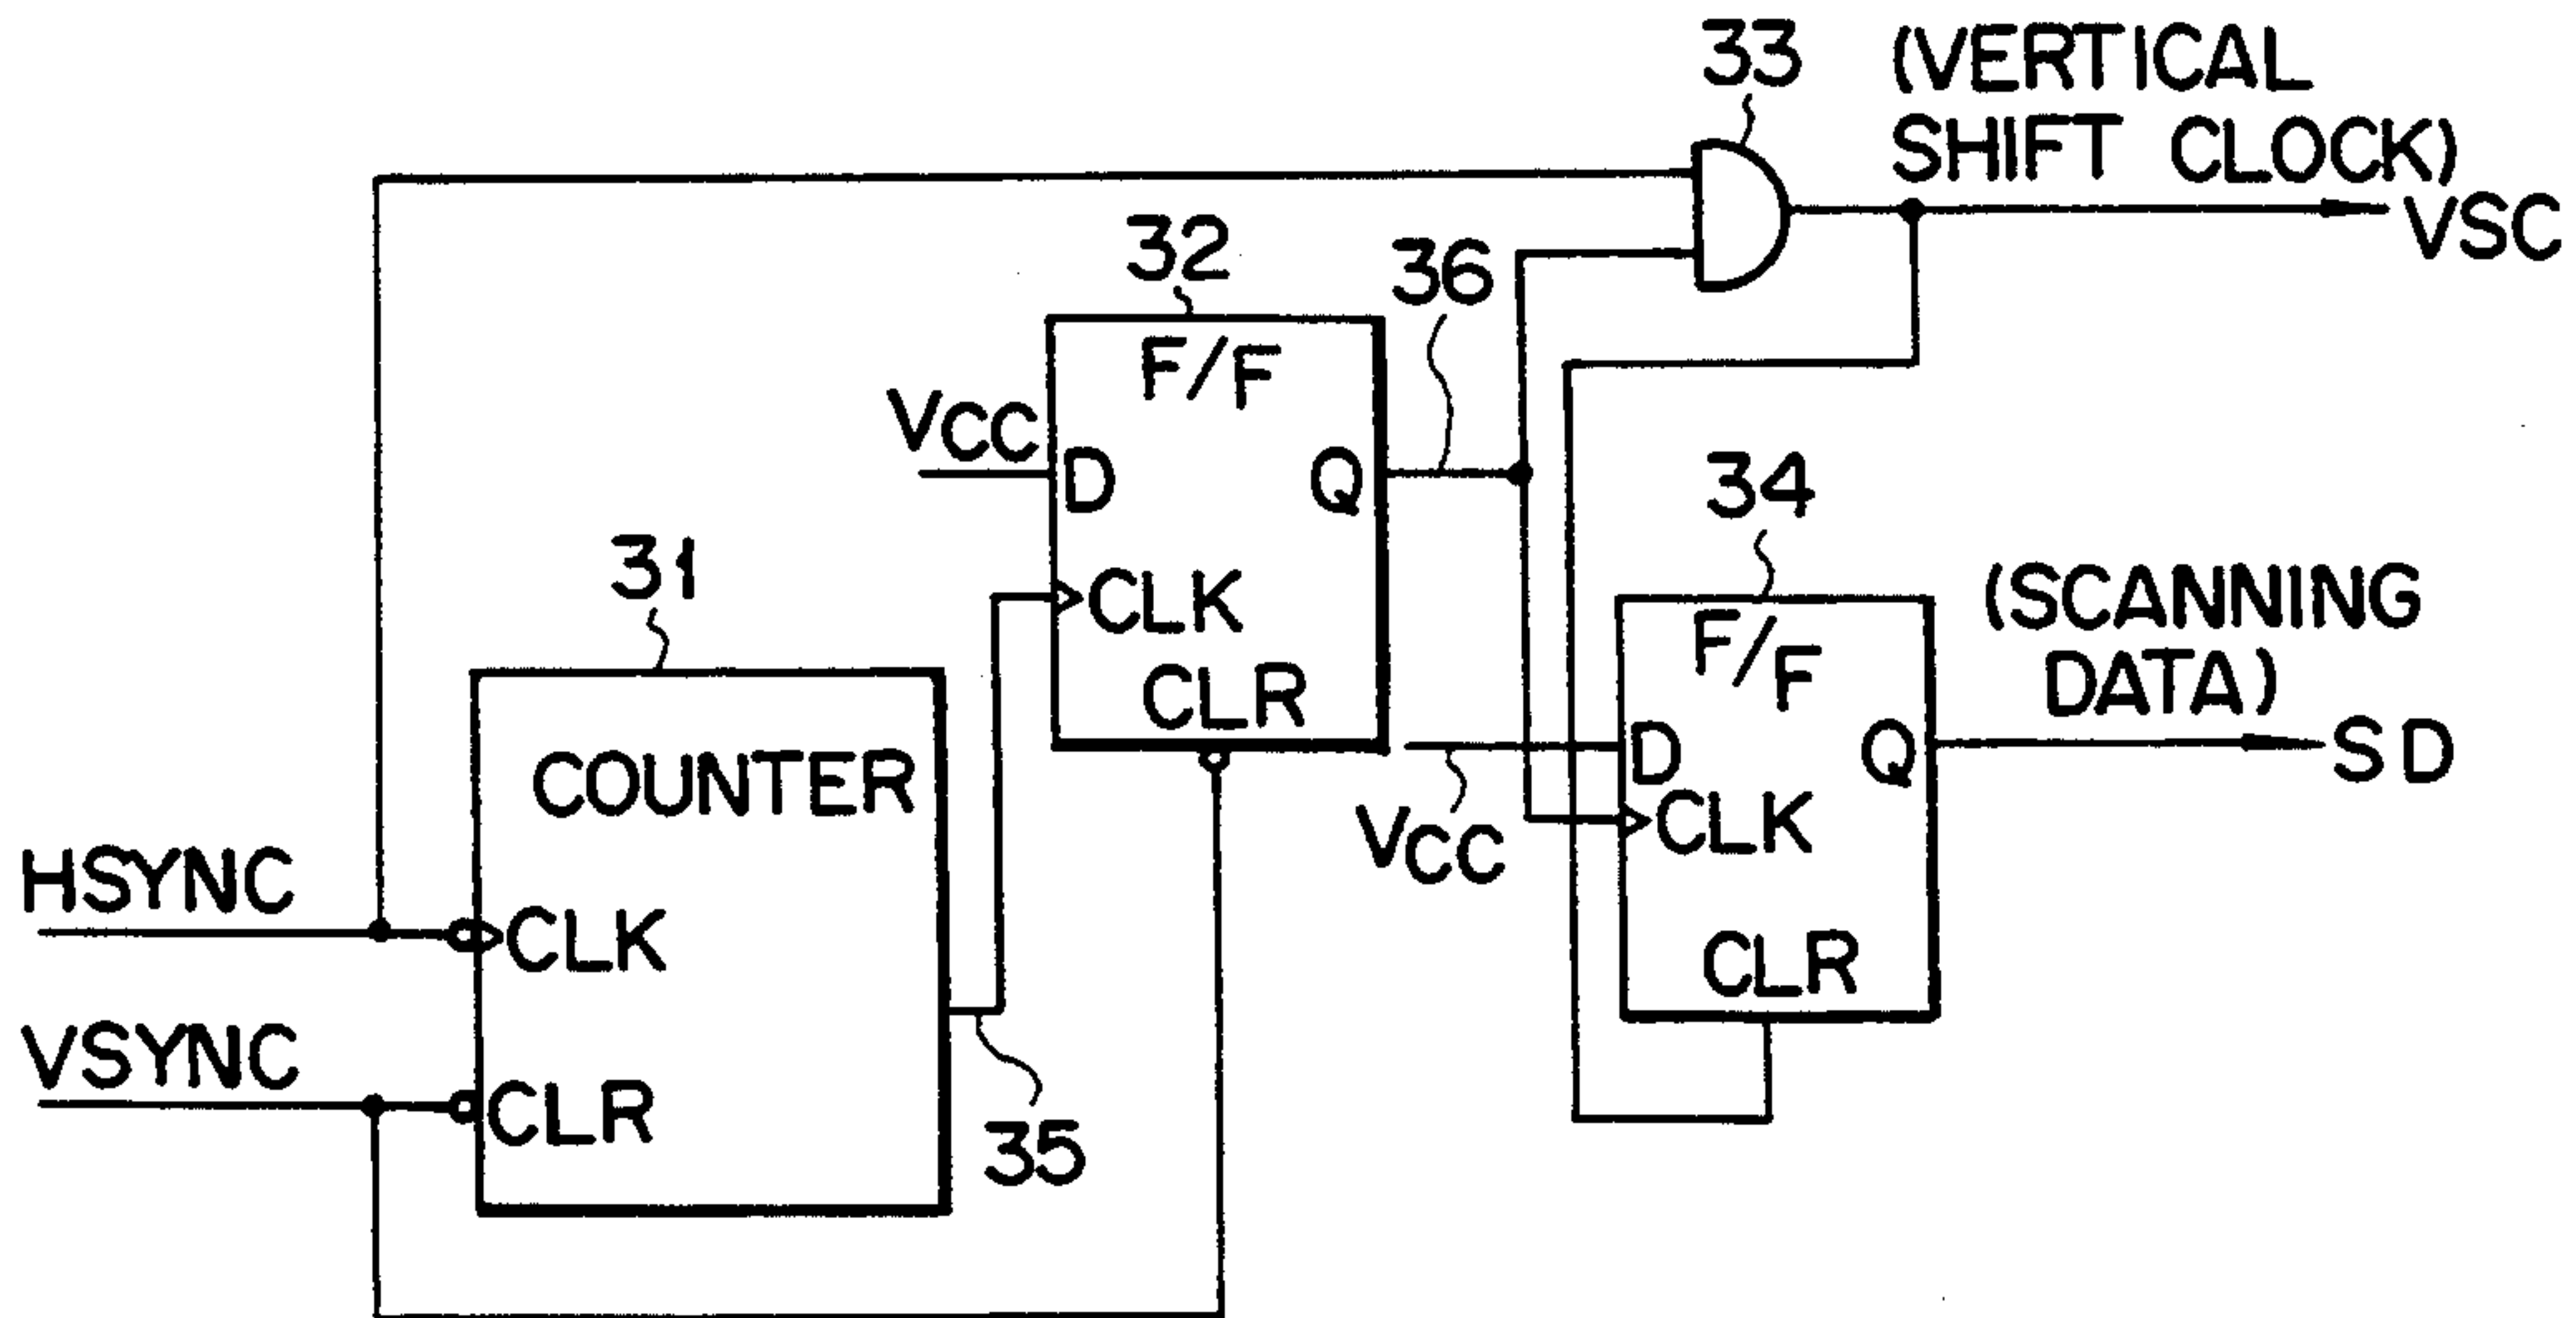 33
(VERTICAL
SHIFT CLOCK)
VSC
32
36
F/F
VCC
D
Q
CLK
CLR
34
(SCANNING
DATA)
F/F
D
Q
SD
VCC
CLK
CLR
31
COUNTER
HSYNC
CLK
VSYNC
CLR
35